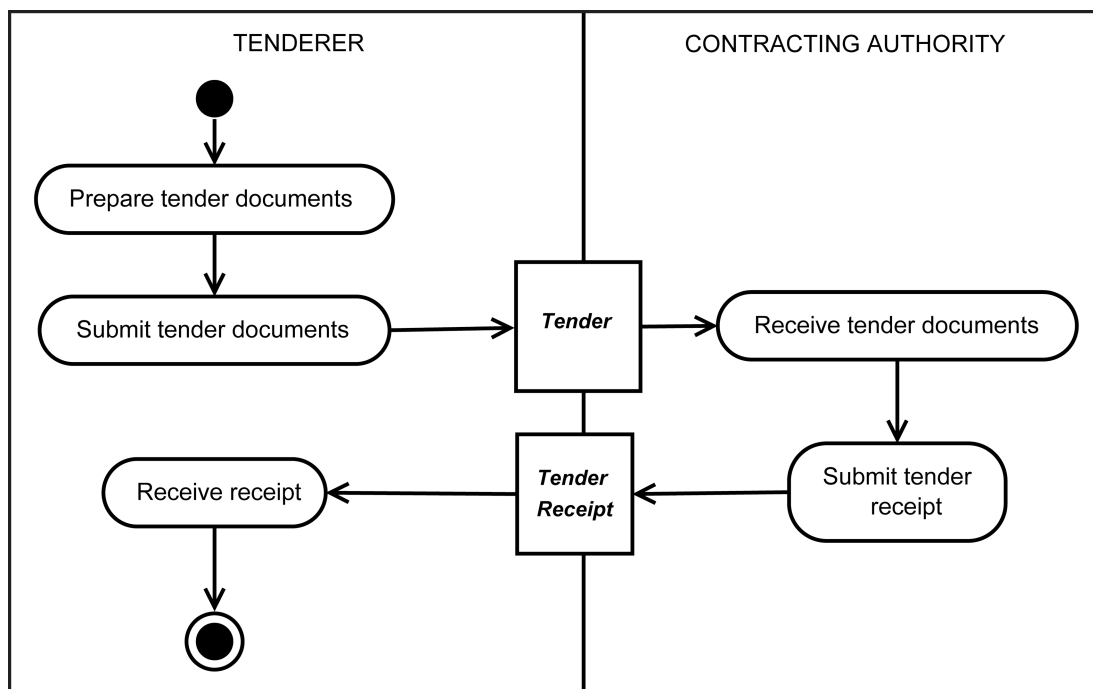 TENDERER
CONTRACTING AUTHORITY
Prepare tender documents
Submit tender documents
Tender
Receive tender documents
Submit tender
receipt
Tender
Receipt
Receive receipt